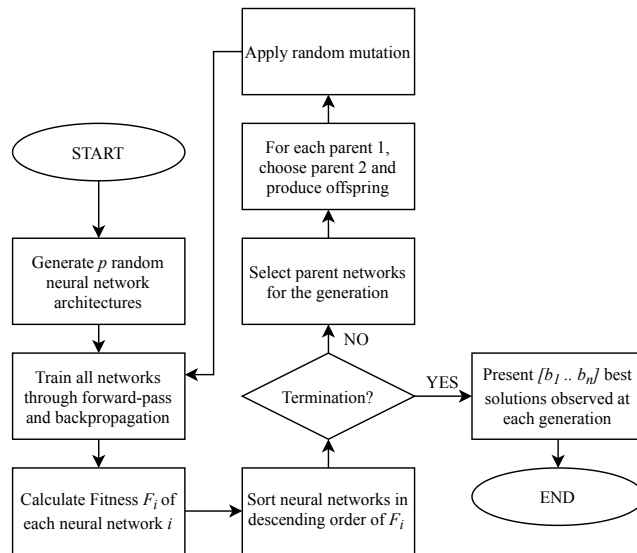 START
Generate p random
neural network
architectures
Train all networks
through forward-pass
and backpropagation
Calculate Fitness Fi of
each neural network i
Sort neural networks in
descending order of Fi
Termination?
NO
YES
Select parent networks
for the generation
For each parent 1,
choose parent 2 and
produce offspring
Apply random mutation
Present [b1 .. bn] best
solutions observed at
each generation
END